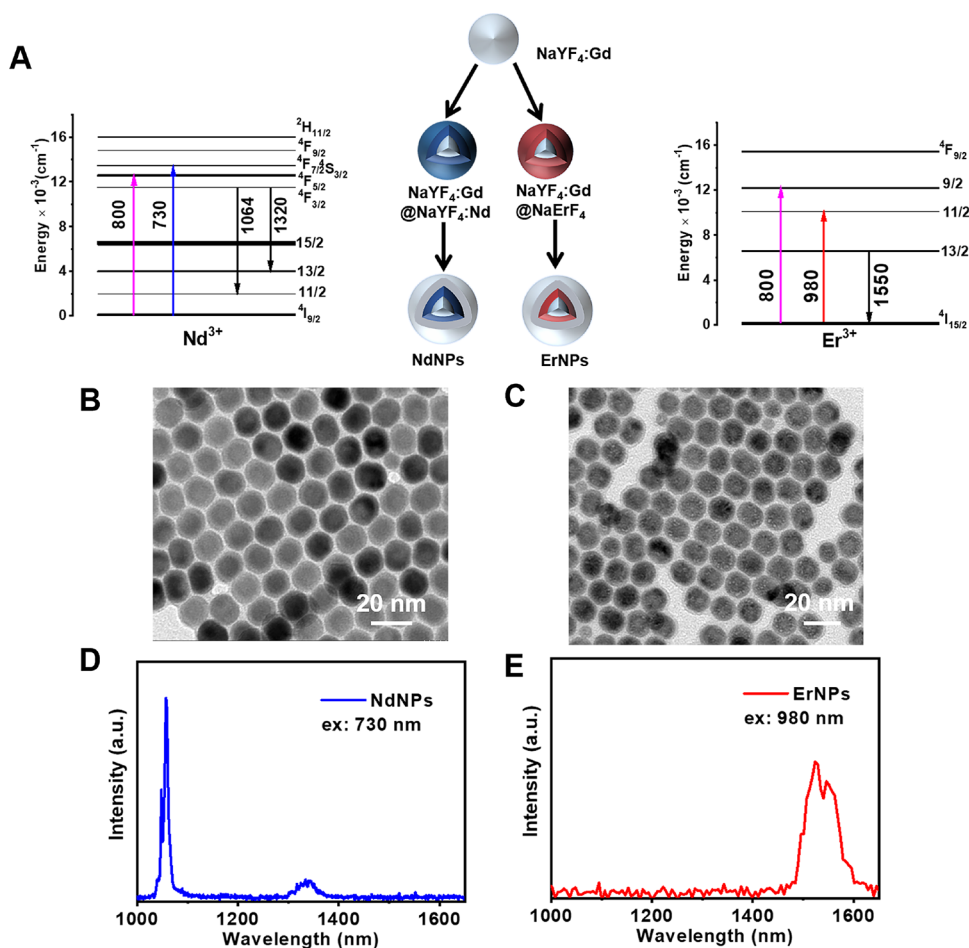 A
NaYF₄:Gd
NaYF₄:Gd
@NaYF₄:Nd
NaYF₄:Gd
@NaErF₄
NdNPs
ErNPs
Energy × 10⁻³ (cm⁻¹)
16
12
8
4
0
²H₁₁/₂
⁴F₉/₂
⁴F₇/₂⁴S₃/₂
⁴F₅/₂
⁴F₃/₂
15/2
13/2
11/2
⁴I₉/₂
800
730
1064
1320
Nd³⁺
Energy × 10⁻³ (cm⁻¹)
16
12
8
4
0
⁴F₉/₂
9/2
11/2
13/2
⁴I₁₅/₂
800
980
1550
Er³⁺
B
20 nm
C
20 nm
D
Intensity (a.u.)
NdNPs
ex: 730 nm
1000 1200 1400 1600
Wavelength (nm)
E
Intensity (a.u.)
ErNPs
ex: 980 nm
1000 1200 1400 1600
Wavelength (nm)